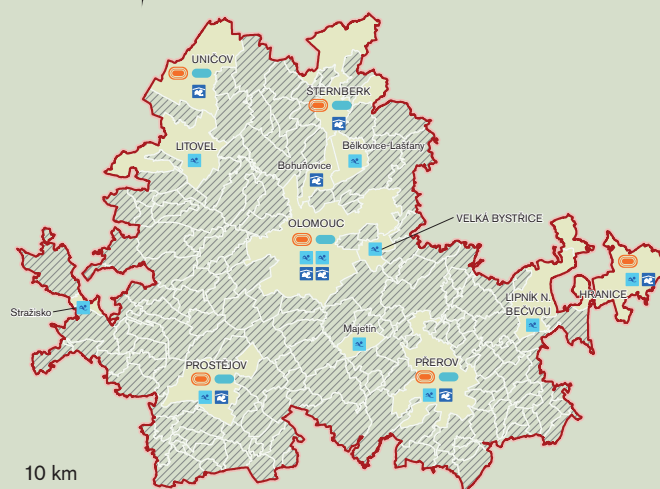 UNIČOV
ŠTERNBERK
LITOVEL
Bělkovice-Lašťany
Bohuňovice
OLOMOUC
VELKÁ BYSTŘICE
HRANICE
LIPNÍK N.
BEČVOU
Stražisko
Majetín
PROSTĚJOV
PŘEROV
10 km